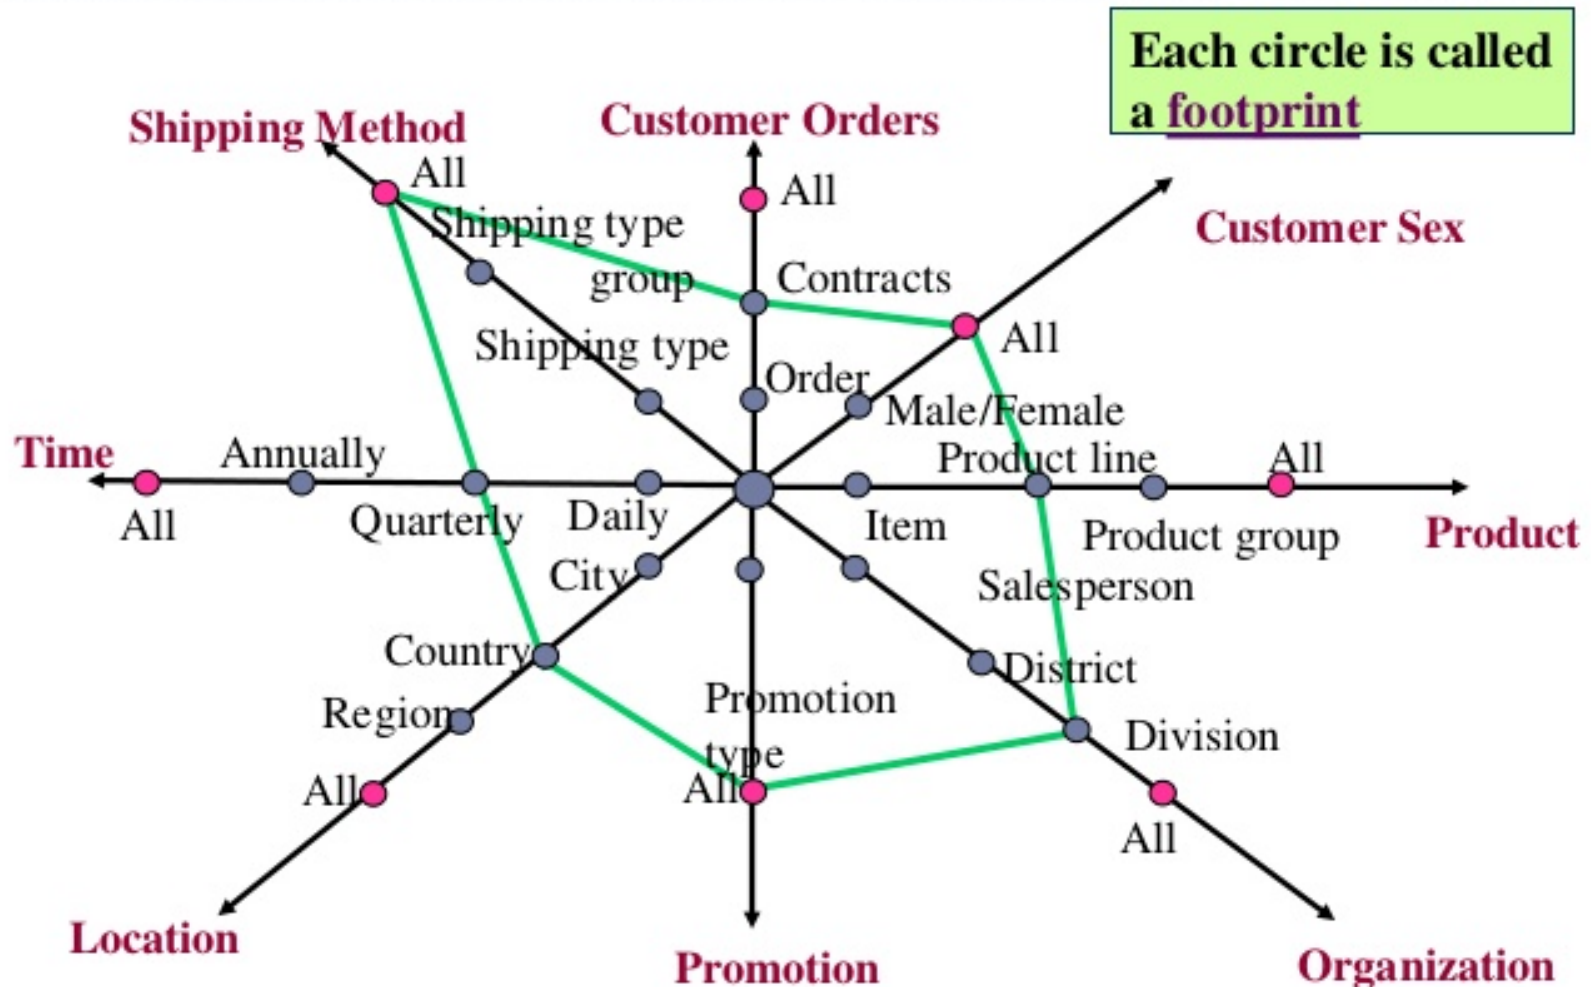 Each circle is called
a footprint
Shipping Method
Customer Orders
All
All
Shipping type
group
Customer Sex
Contracts
All
Shipping type
Order
Male/Female
Time
Annually
Product line
All
All
Quarterly
Daily
Item
Product group
Product
City
Salesperson
Country
District
Region
Promotion
type
Division
All
All
All
Location
Promotion
Organization